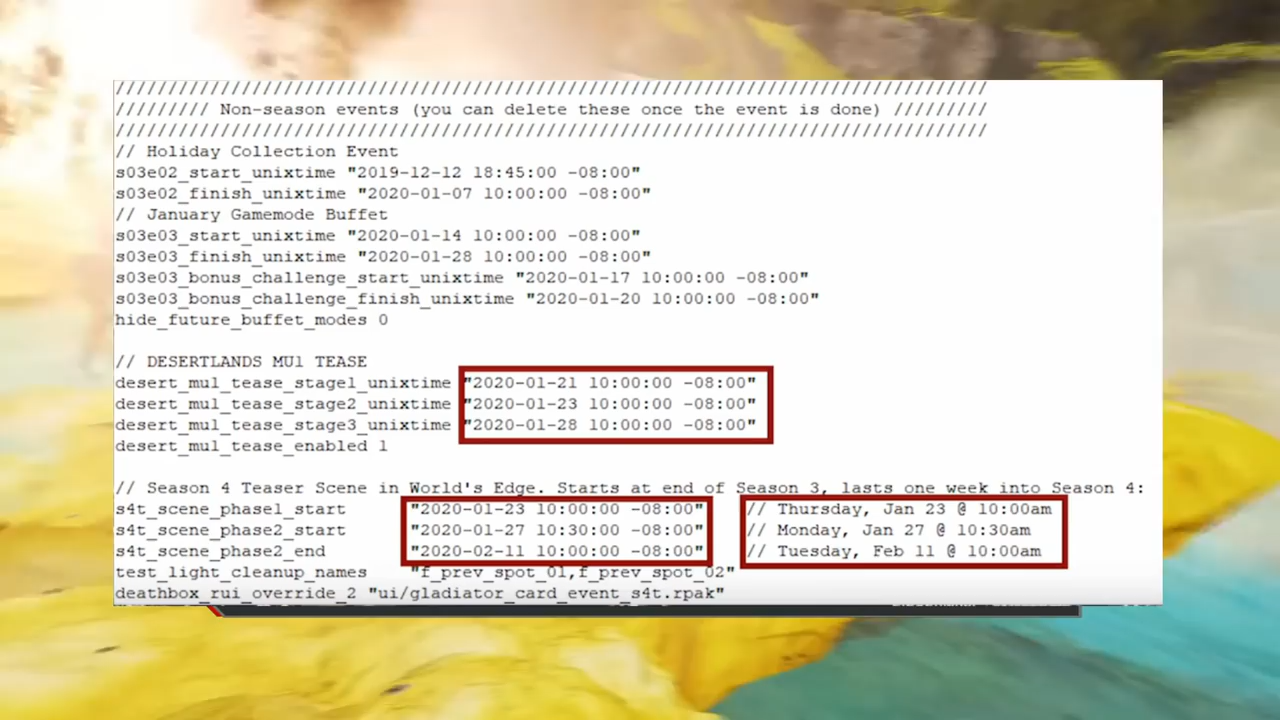 ///////////////////////////////////////////////////////////////////////////////////
///////// Non-season events (you can delete these once the event is done) /////////
///////////////////////////////////////////////////////////////////////////////////
// Holiday Collection Event
s03e02_start_unixtime "2019-12-12 18:45:00 -08:00"
s03e02_finish_unixtime "2020-01-07 10:00:00 -08:00"
// January Gamemode Buffet
s03e03_start_unixtime "2020-01-14 10:00:00 -08:00"
s03e03_finish_unixtime "2020-01-28 10:00:00 -08:00"
s03e03_bonus_challenge_start_unixtime "2020-01-17 10:00:00 -08:00"
s03e03_bonus_challenge_finish_unixtime "2020-01-20 10:00:00 -08:00"
hide_future_buffet_modes 0
// DESERTLANDS MU1 TEASE
desert_mu1_tease_stage1_unixtime "2020-01-21 10:00:00 -08:00"
desert_mu1_tease_stage2_unixtime "2020-01-23 10:00:00 -08:00"
desert_mu1_tease_stage3_unixtime "2020-01-28 10:00:00 -08:00"
desert_mu1_tease_enabled 1
// Season 4 Teaser Scene in World's Edge. Starts at end of Season 3, lasts one week into Season 4:
s4t_scene_phase1_start "2020-01-23 10:00:00 -08:00" // Thursday, Jan 23 @ 10:00am
s4t_scene_phase2_start "2020-01-27 10:30:00 -08:00" // Monday, Jan 27 @ 10:30am
s4t_scene_phase2_end "2020-02-11 10:00:00 -08:00" // Tuesday, Feb 11 @ 10:00am
test_light_cleanup_names "f_prev_spot_01,f_prev_spot_02"
deathbox_rui_override_2 "ui/gladiator_card_event_s4t.rpak"